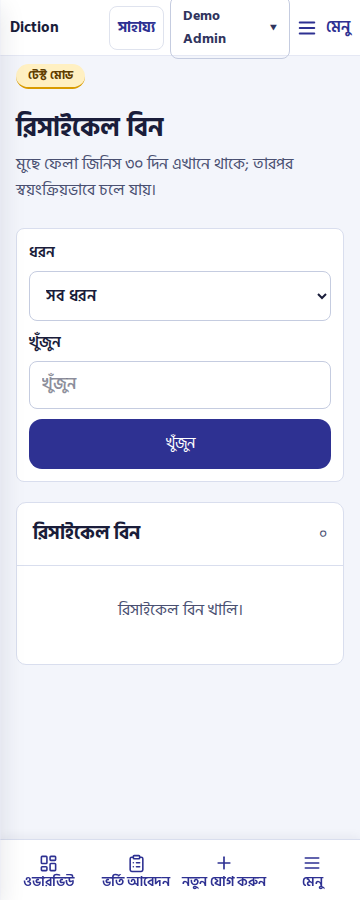 Diction
সাহায্য
Demo
Admin
মেনু
টেস্ট মোড
রিসাইকেল বিন
মুছে ফেলা জিনিস ৩০ দিন এখানে থাকে; তারপর
স্বয়ংক্রিয়ভাবে চলে যায়।
ধরন
সব ধরন
খুঁজুন
খুঁজুন
খুঁজুন
রিসাইকেল বিন
০
রিসাইকেল বিন খালি।
ওভারভিউ
ভর্তি আবেদন
নতুন যোগ করুন
মেনু